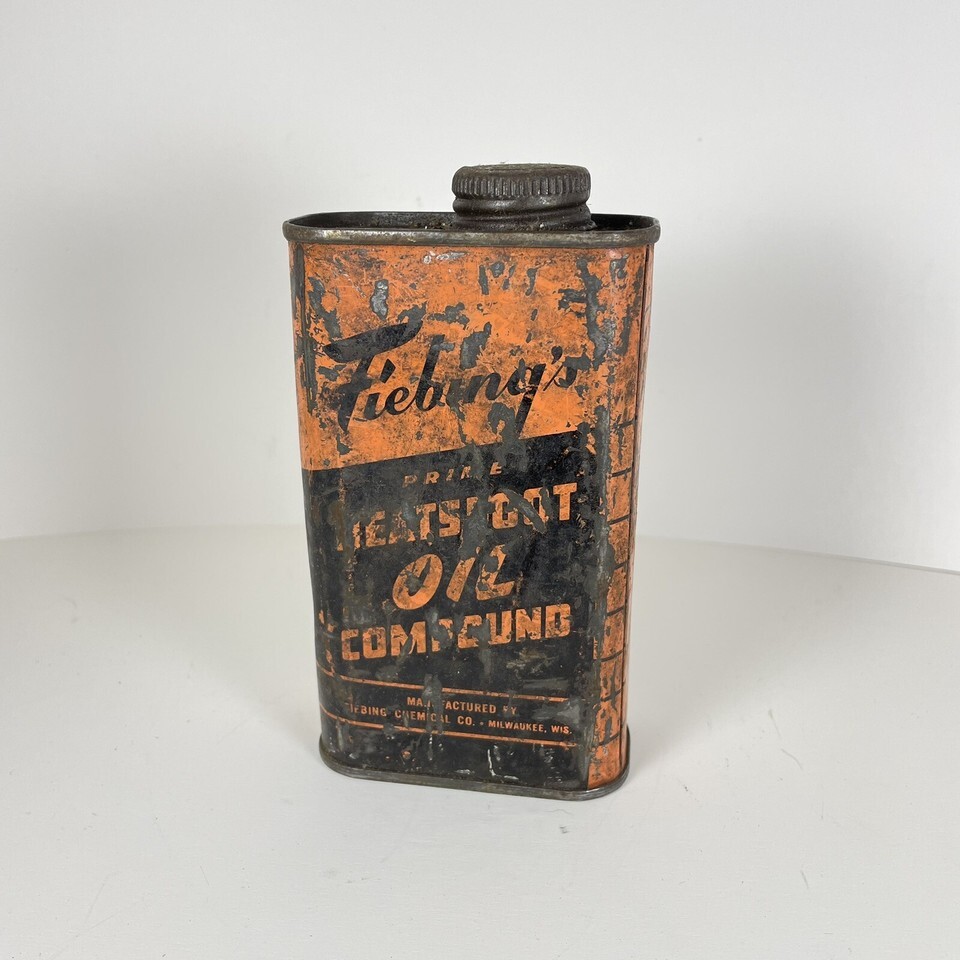 Fiebing's
PRIME
NEATSFOOT
OIL
COMPOUND
MANUFACTURED BY
FIEBING CHEMICAL CO. - MILWAUKEE, WIS.